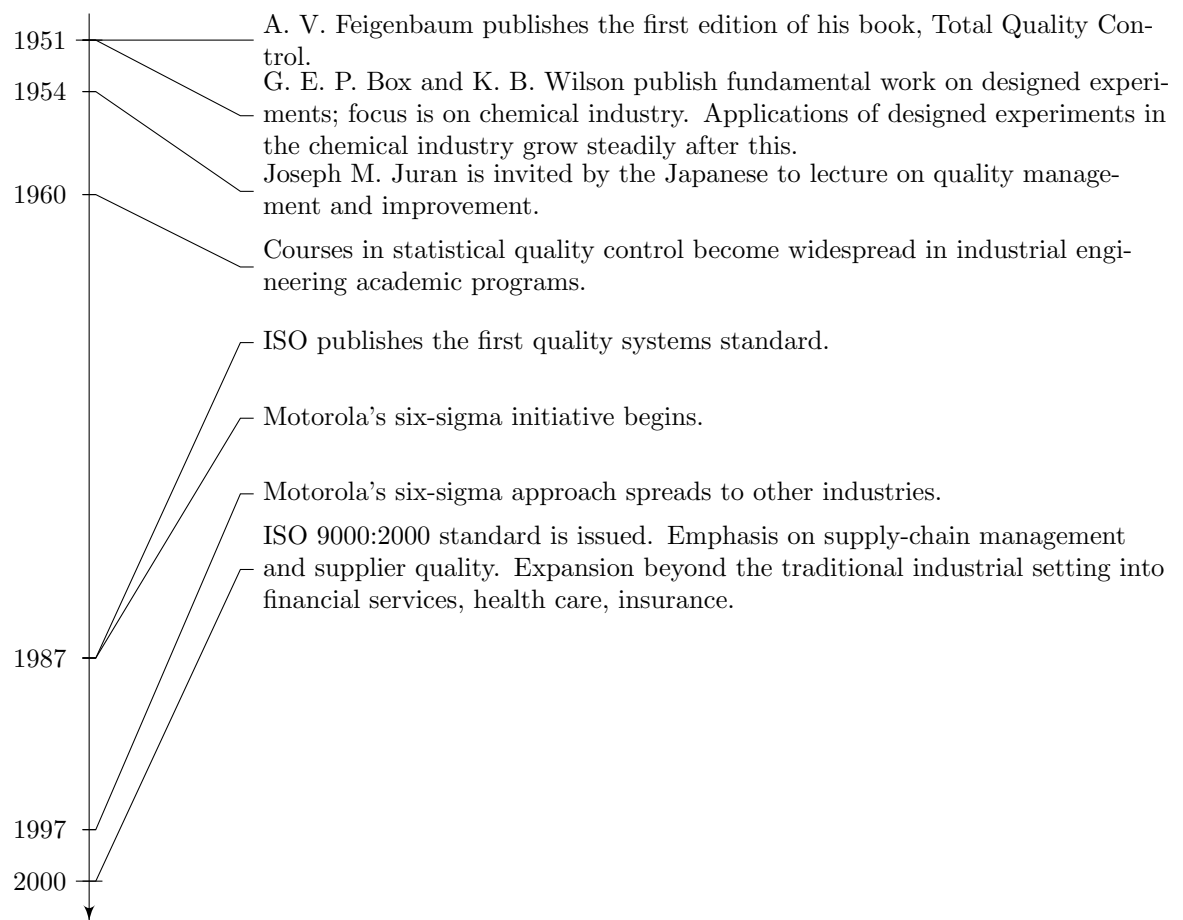 1951
A. V. Feigenbaum publishes the first edition of his book, Total Quality Con-
trol.
G. E. P. Box and K. B. Wilson publish fundamental work on designed experi-
ments; focus is on chemical industry. Applications of designed experiments in
the chemical industry grow steadily after this.
1954
Joseph M. Juran is invited by the Japanese to lecture on quality manage-
ment and improvement.
1960
Courses in statistical quality control become widespread in industrial engi-
neering academic programs.
ISO publishes the first quality systems standard.
Motorola's six-sigma initiative begins.
Motorola's six-sigma approach spreads to other industries.
ISO 9000:2000 standard is issued. Emphasis on supply-chain management
and supplier quality. Expansion beyond the traditional industrial setting into
financial services, health care, insurance.
1987
1997
2000